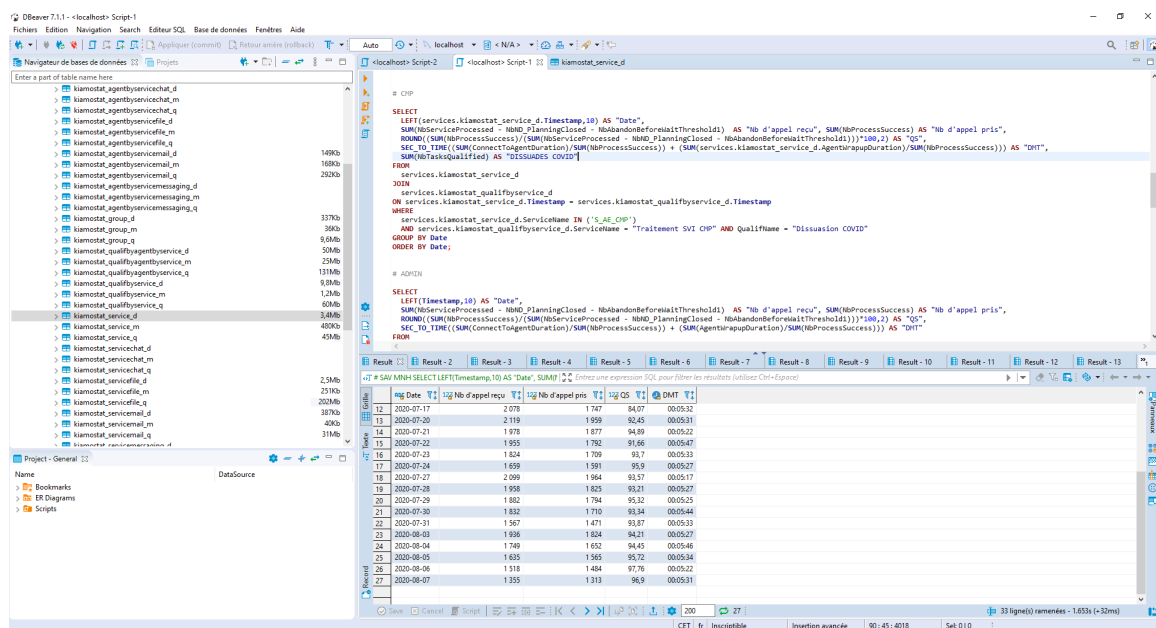 DBeaver 7.1.1 - <localhost> Script-1
Fichiers Edition Navigation Search Editeur SQL Base de données Fenêtres Aide
Appliquer (commit) Retour arrière (rollback) Auto localhost < N/A >
Navigateur de bases de données Projets
<localhost> Script-2 <localhost> Script-1 kiamostat_service_d
Enter a part of table name here
kiamostat_agentbyservicechat_d
kiamostat_agentbyservicechat_m
kiamostat_agentbyservicechat_q
kiamostat_agentbyservicefile_d
kiamostat_agentbyservicefile_m
kiamostat_agentbyservicefile_q
kiamostat_agentbyservicemail_d 149Kb
kiamostat_agentbyservicemail_m 168Kb
kiamostat_agentbyservicemail_q 292Kb
kiamostat_agentbyservicemessaging_d
kiamostat_agentbyservicemessaging_m
kiamostat_agentbyservicemessaging_q
kiamostat_group_d 337Kb
kiamostat_group_m 36Kb
kiamostat_group_q 9,6Mb
kiamostat_qualifbyagentbyservice_d 50Mb
kiamostat_qualifbyagentbyservice_m 25Mb
kiamostat_qualifbyagentbyservice_q 131Mb
kiamostat_qualifbyservice_d 9,8Mb
kiamostat_qualifbyservice_m 1,2Mb
kiamostat_qualifbyservice_q 60Mb
kiamostat_service_d 3,4Mb
kiamostat_service_m 480Kb
kiamostat_service_q 45Mb
kiamostat_servicechat_d
kiamostat_servicechat_m
kiamostat_servicechat_q
kiamostat_servicefile_d 2,5Mb
kiamostat_servicefile_m 251Kb
kiamostat_servicefile_q 202Mb
kiamostat_servicemail_d 387Kb
kiamostat_servicemail_m 40Kb
kiamostat_servicemail_q 31Mb
kiamostat_servicemessaging_d
Project - General
Name DataSource
Bookmarks
ER Diagrams
Scripts
# CMP
SELECT
LEFT(services.kiamostat_service_d.Timestamp,10) AS "Date",
SUM(NbServiceProcessed - NbND_PlanningClosed - NbAbandonBeforeWaitThreshold1) AS "Nb d'appel reçu", SUM(NbProcessSuccess) AS "Nb d'appel pris",
ROUND((SUM(NbProcessSuccess)/(SUM(NbServiceProcessed - NbND_PlanningClosed - NbAbandonBeforeWaitThreshold1)))*100,2) AS "QS",
SEC_TO_TIME((SUM(ConnectToAgentDuration)/SUM(NbProcessSuccess)) + (SUM(services.kiamostat_service_d.AgentWrapupDuration)/SUM(NbProcessSuccess))) AS "DMT",
SUM(NbTasksQualified) AS "DISSUADES COVID"
FROM
services.kiamostat_service_d
JOIN
services.kiamostat_qualifbyservice_d
ON services.kiamostat_service_d.Timestamp = services.kiamostat_qualifbyservice_d.Timestamp
WHERE
services.kiamostat_service_d.ServiceName IN ('S_AE_CMP')
AND services.kiamostat_qualifbyservice_d.ServiceName = "Traitement SVI CMP" AND QualifName = "Dissuasion COVID"
GROUP BY Date
ORDER BY Date;
# ADMIN
SELECT
LEFT(Timestamp,10) AS "Date",
SUM(NbServiceProcessed - NbND_PlanningClosed - NbAbandonBeforeWaitThreshold1) AS "Nb d'appel reçu", SUM(NbProcessSuccess) AS "Nb d'appel pris",
ROUND((SUM(NbProcessSuccess)/(SUM(NbServiceProcessed - NbND_PlanningClosed - NbAbandonBeforeWaitThreshold1)))*100,2) AS "QS",
SEC_TO_TIME((SUM(ConnectToAgentDuration)/SUM(NbProcessSuccess)) + (SUM(AgentWrapupDuration)/SUM(NbProcessSuccess))) AS "DMT"
FROM
Result Result - 2 Result - 3 Result - 4 Result - 5 Result - 6 Result - 7 Result - 8 Result - 9 Result - 10 Result - 11 Result - 12 Result - 13
# SAV MNH SELECT LEFT(Timestamp,10) AS "Date", SUM(f Entrez une expression SQL pour filtrer les résultats (utilisez Ctrl+Espace)
Grille
Texte
Record
Panneaux
Date Nb d'appel reçu Nb d'appel pris QS DMT
12 2020-07-17 2 078 1 747 84,07 00:05:32
13 2020-07-20 2 119 1 959 92,45 00:05:31
14 2020-07-21 1 978 1 877 94,89 00:05:22
15 2020-07-22 1 955 1 792 91,66 00:05:47
16 2020-07-23 1 824 1 709 93,7 00:05:33
17 2020-07-24 1 659 1 591 95,9 00:05:27
18 2020-07-27 2 099 1 964 93,57 00:05:17
19 2020-07-28 1 958 1 825 93,21 00:05:27
20 2020-07-29 1 882 1 794 95,32 00:05:25
21 2020-07-30 1 832 1 710 93,34 00:05:44
22 2020-07-31 1 567 1 471 93,87 00:05:33
23 2020-08-03 1 936 1 824 94,21 00:05:27
24 2020-08-04 1 749 1 652 94,45 00:05:46
25 2020-08-05 1 635 1 565 95,72 00:05:34
26 2020-08-06 1 518 1 484 97,76 00:05:22
27 2020-08-07 1 355 1 313 96,9 00:05:31
Save Cancel Script 200 27 33 ligne(s) ramenées - 1.653s (+32ms)
CET fr Inscriptible Insertion avancée 90 : 45 : 4018 Sel: 0 | 0